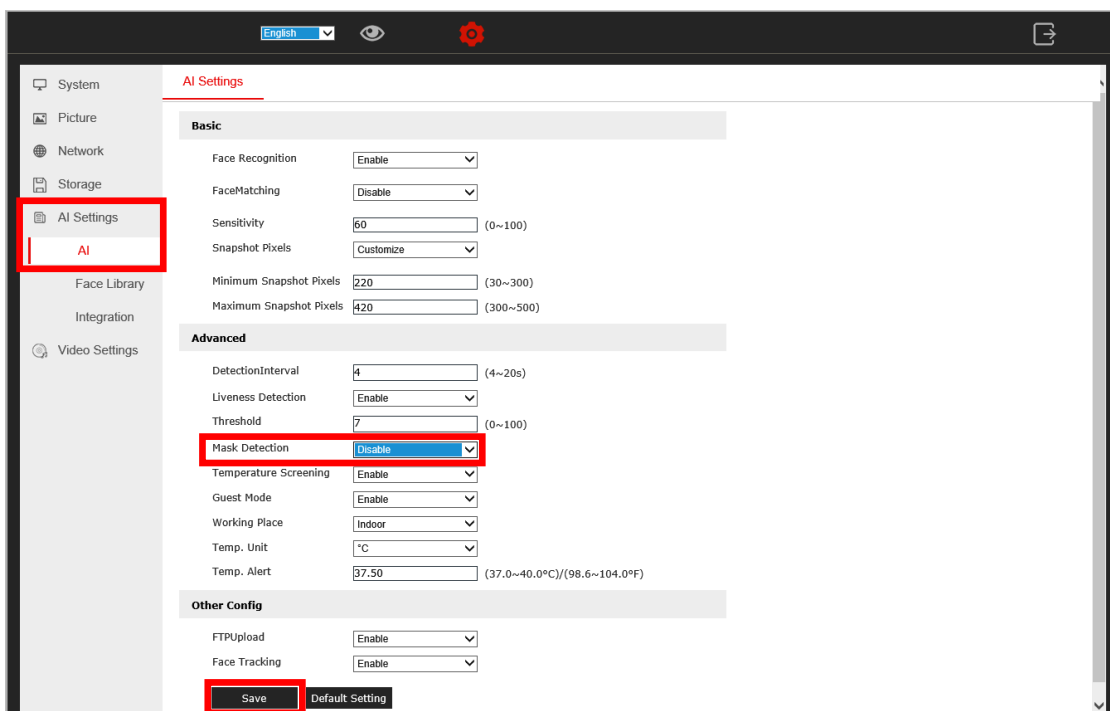 English
System
Picture
Network
Storage
AI Settings
AI
Face Library
Integration
Video Settings
AI Settings
Basic
Face Recognition Enable
FaceMatching Disable
Sensitivity 60 (0~100)
Snapshot Pixels Customize
Minimum Snapshot Pixels 220 (30~300)
Maximum Snapshot Pixels 420 (300~500)
Advanced
DetectionInterval 4 (4~20s)
Liveness Detection Enable
Threshold 7 (0~100)
Mask Detection Disable
Temperature Screening Enable
Guest Mode Enable
Working Place Indoor
Temp. Unit °C
Temp. Alert 37.50 (37.0~40.0°C)/(98.6~104.0°F)
Other Config
FTPUpload Enable
Face Tracking Enable
Save Default Setting